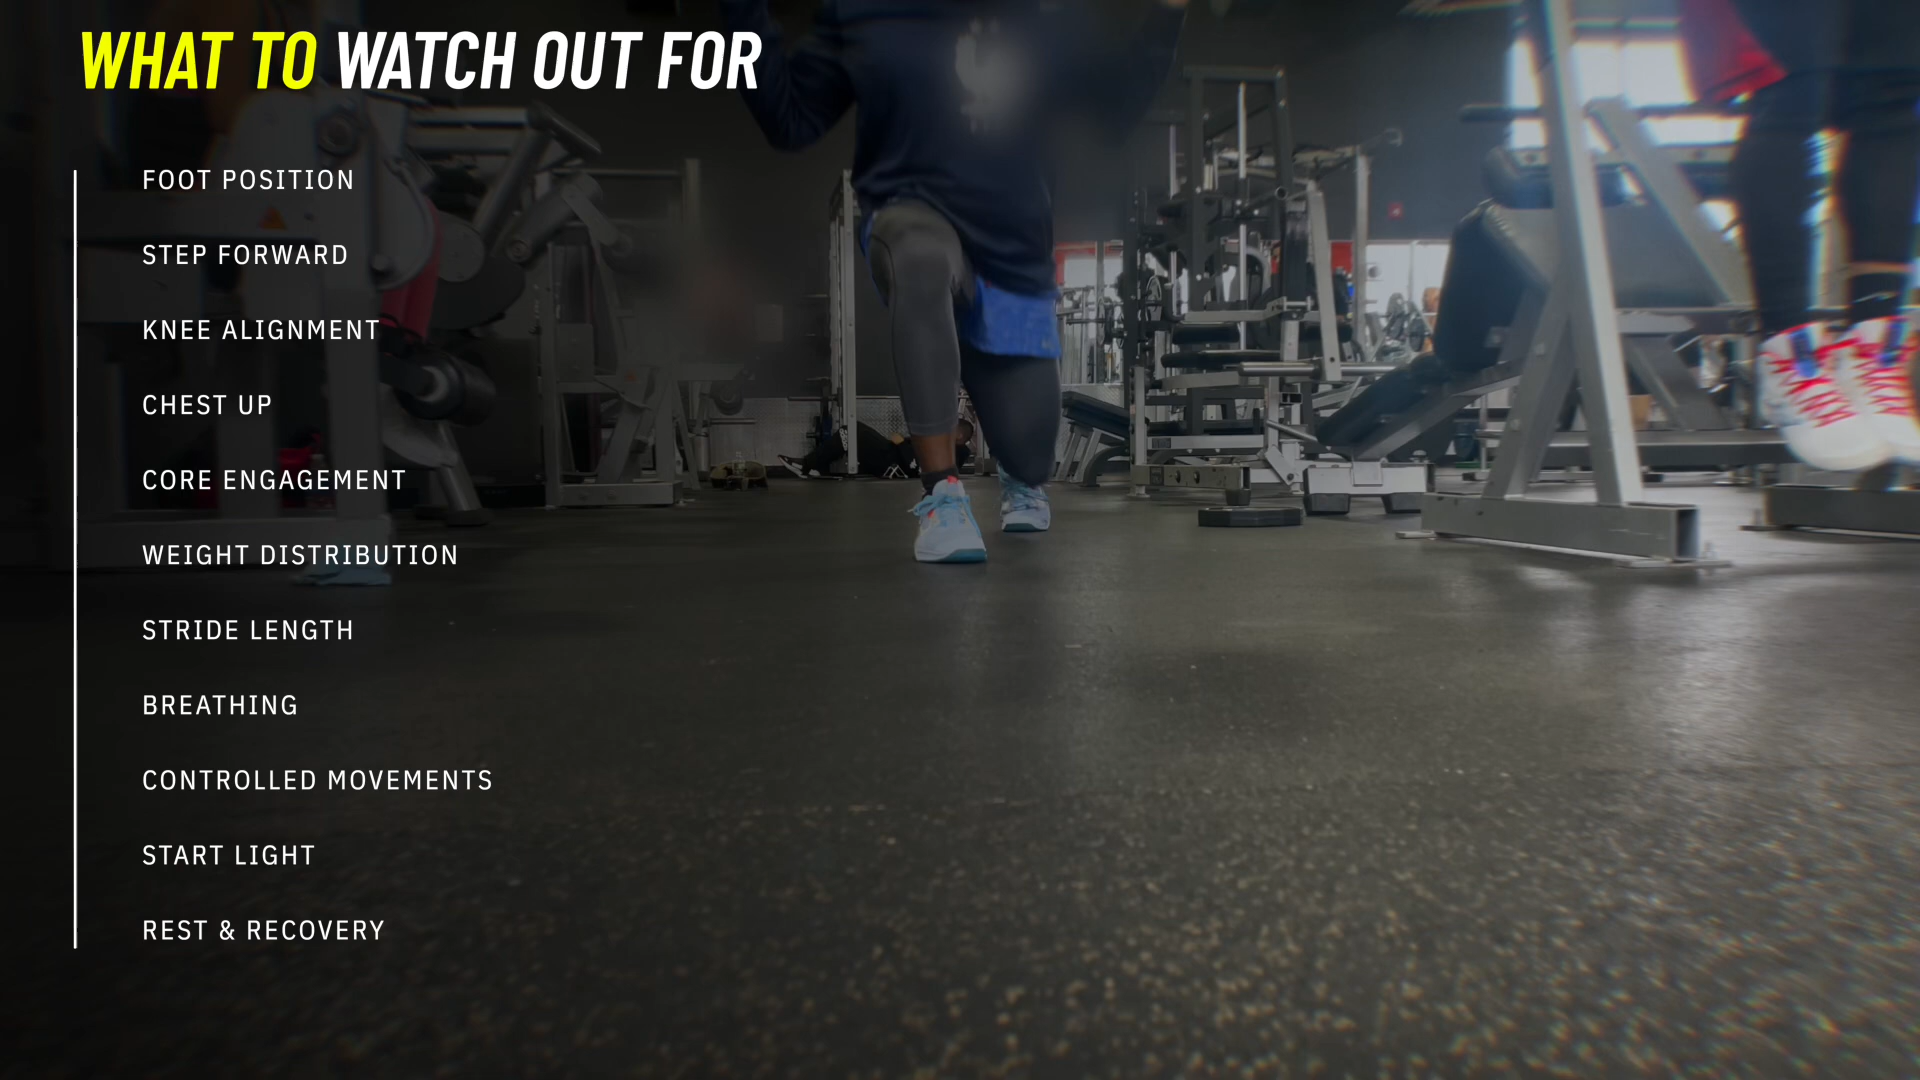 WHAT TO WATCH OUT FOR
FOOT POSITION
STEP FORWARD
KNEE ALIGNMENT
CHEST UP
CORE ENGAGEMENT
WEIGHT DISTRIBUTION
STRIDE LENGTH
BREATHING
CONTROLLED MOVEMENTS
START LIGHT
REST & RECOVERY